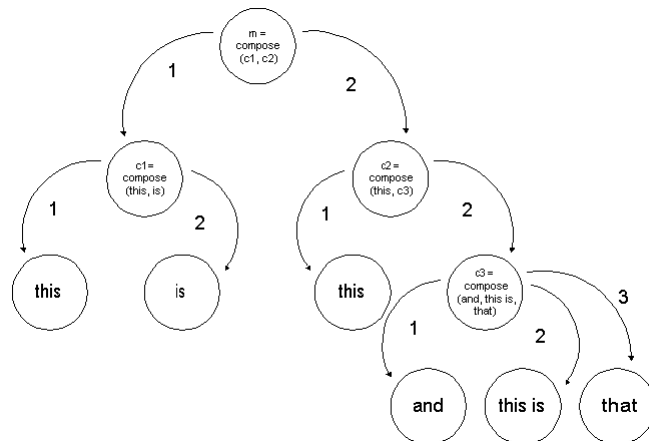 m =
compose
(c1, c2)
1
2
c1 =
compose
(this, is)
c2 =
compose
(this, c3)
1
2
1
2
this
is
this
c3 =
compose
(and, this is,
that)
3
1
2
and
this is
that